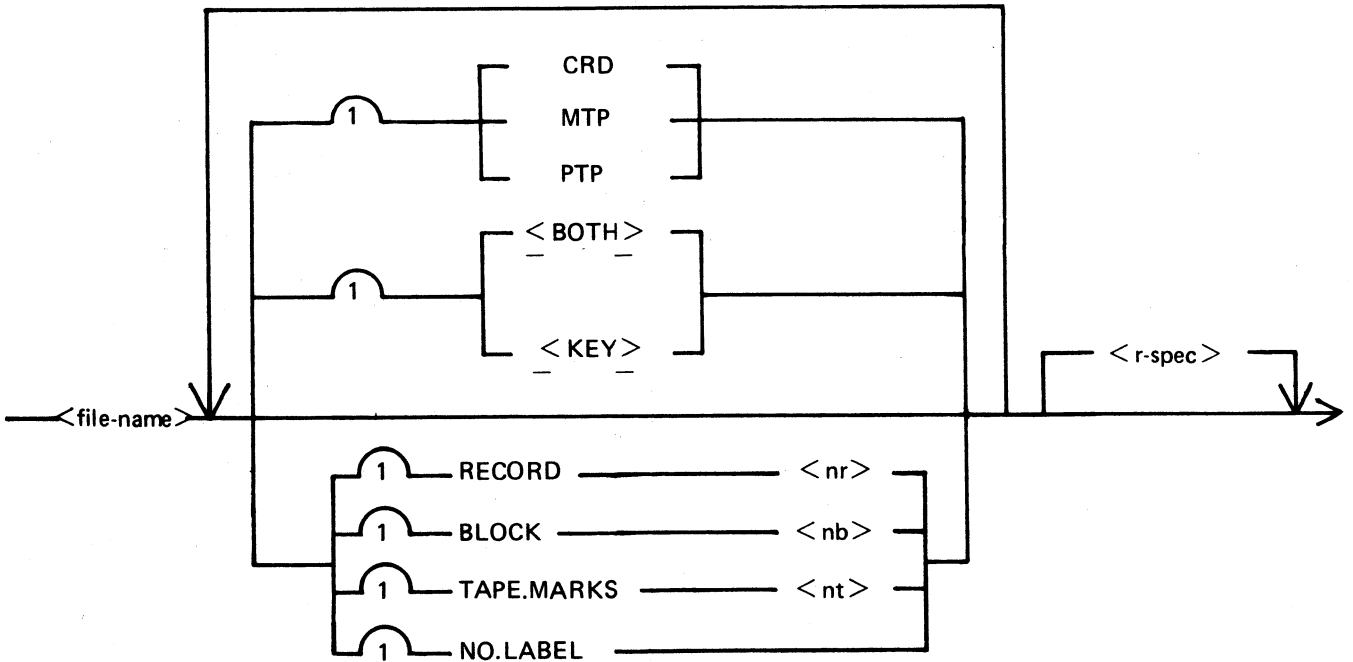 CRD
1
MTP
PTP
<BOTH>
1
<KEY>
<r-spec>
<file-name>
1 RECORD <nr>
1 BLOCK <nb>
1 TAPE.MARKS <nt>
1 NO.LABEL